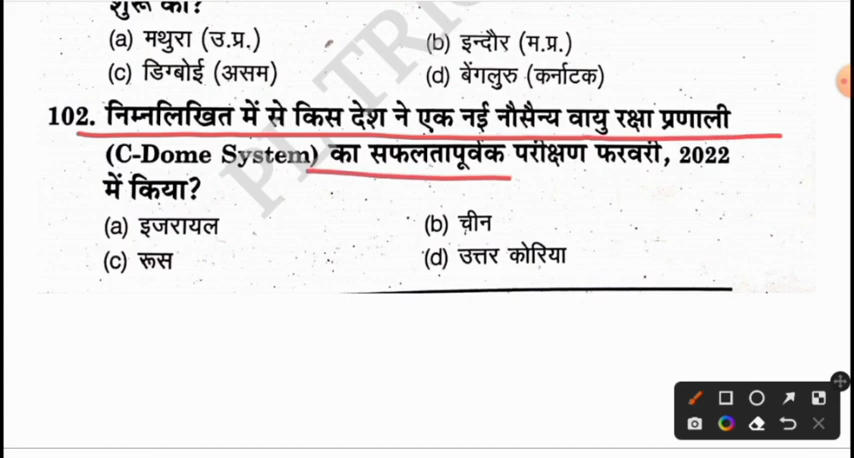 शुरू की?
(a) मथुरा (उ.प्र.)
(b) इन्दौर (म.प्र.)
(c) डिग्बोई (असम)
(d) बेंगलुरु (कर्नाटक)
102. निम्नलिखित में से किस देश ने एक नई नौसैन्य वायु रक्षा प्रणाली
(C-Dome System) का सफलतापूर्वक परीक्षण फरवरी, 2022
में किया?
(a) इजरायल
(b) चीन
(c) रूस
(d) उत्तर कोरिया